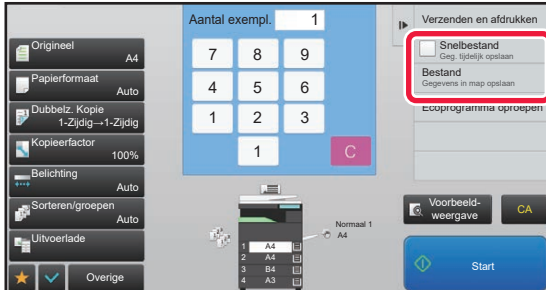 Origineel
A4
Papierformaat
Auto
Dubbelz. Kopie
1-Zijdig→1-Zijdig
Kopieerfactor
100%
Belichting
Auto
Sorteren/groepen
Auto
Uitvoerlade
Overige
Aantal exempl. 1
7 8 9
4 5 6
1 2 3
1 C
Normaal 1
A4
1 A4
2 A4
3 B4
4 A3
Verzenden en afdrukken
Snelbestand
Geg. tijdelijk opslaan
Bestand
Gegevens in map opslaan
Ecoprogramma oproepen
Voorbeeld-
weergave
CA
Start